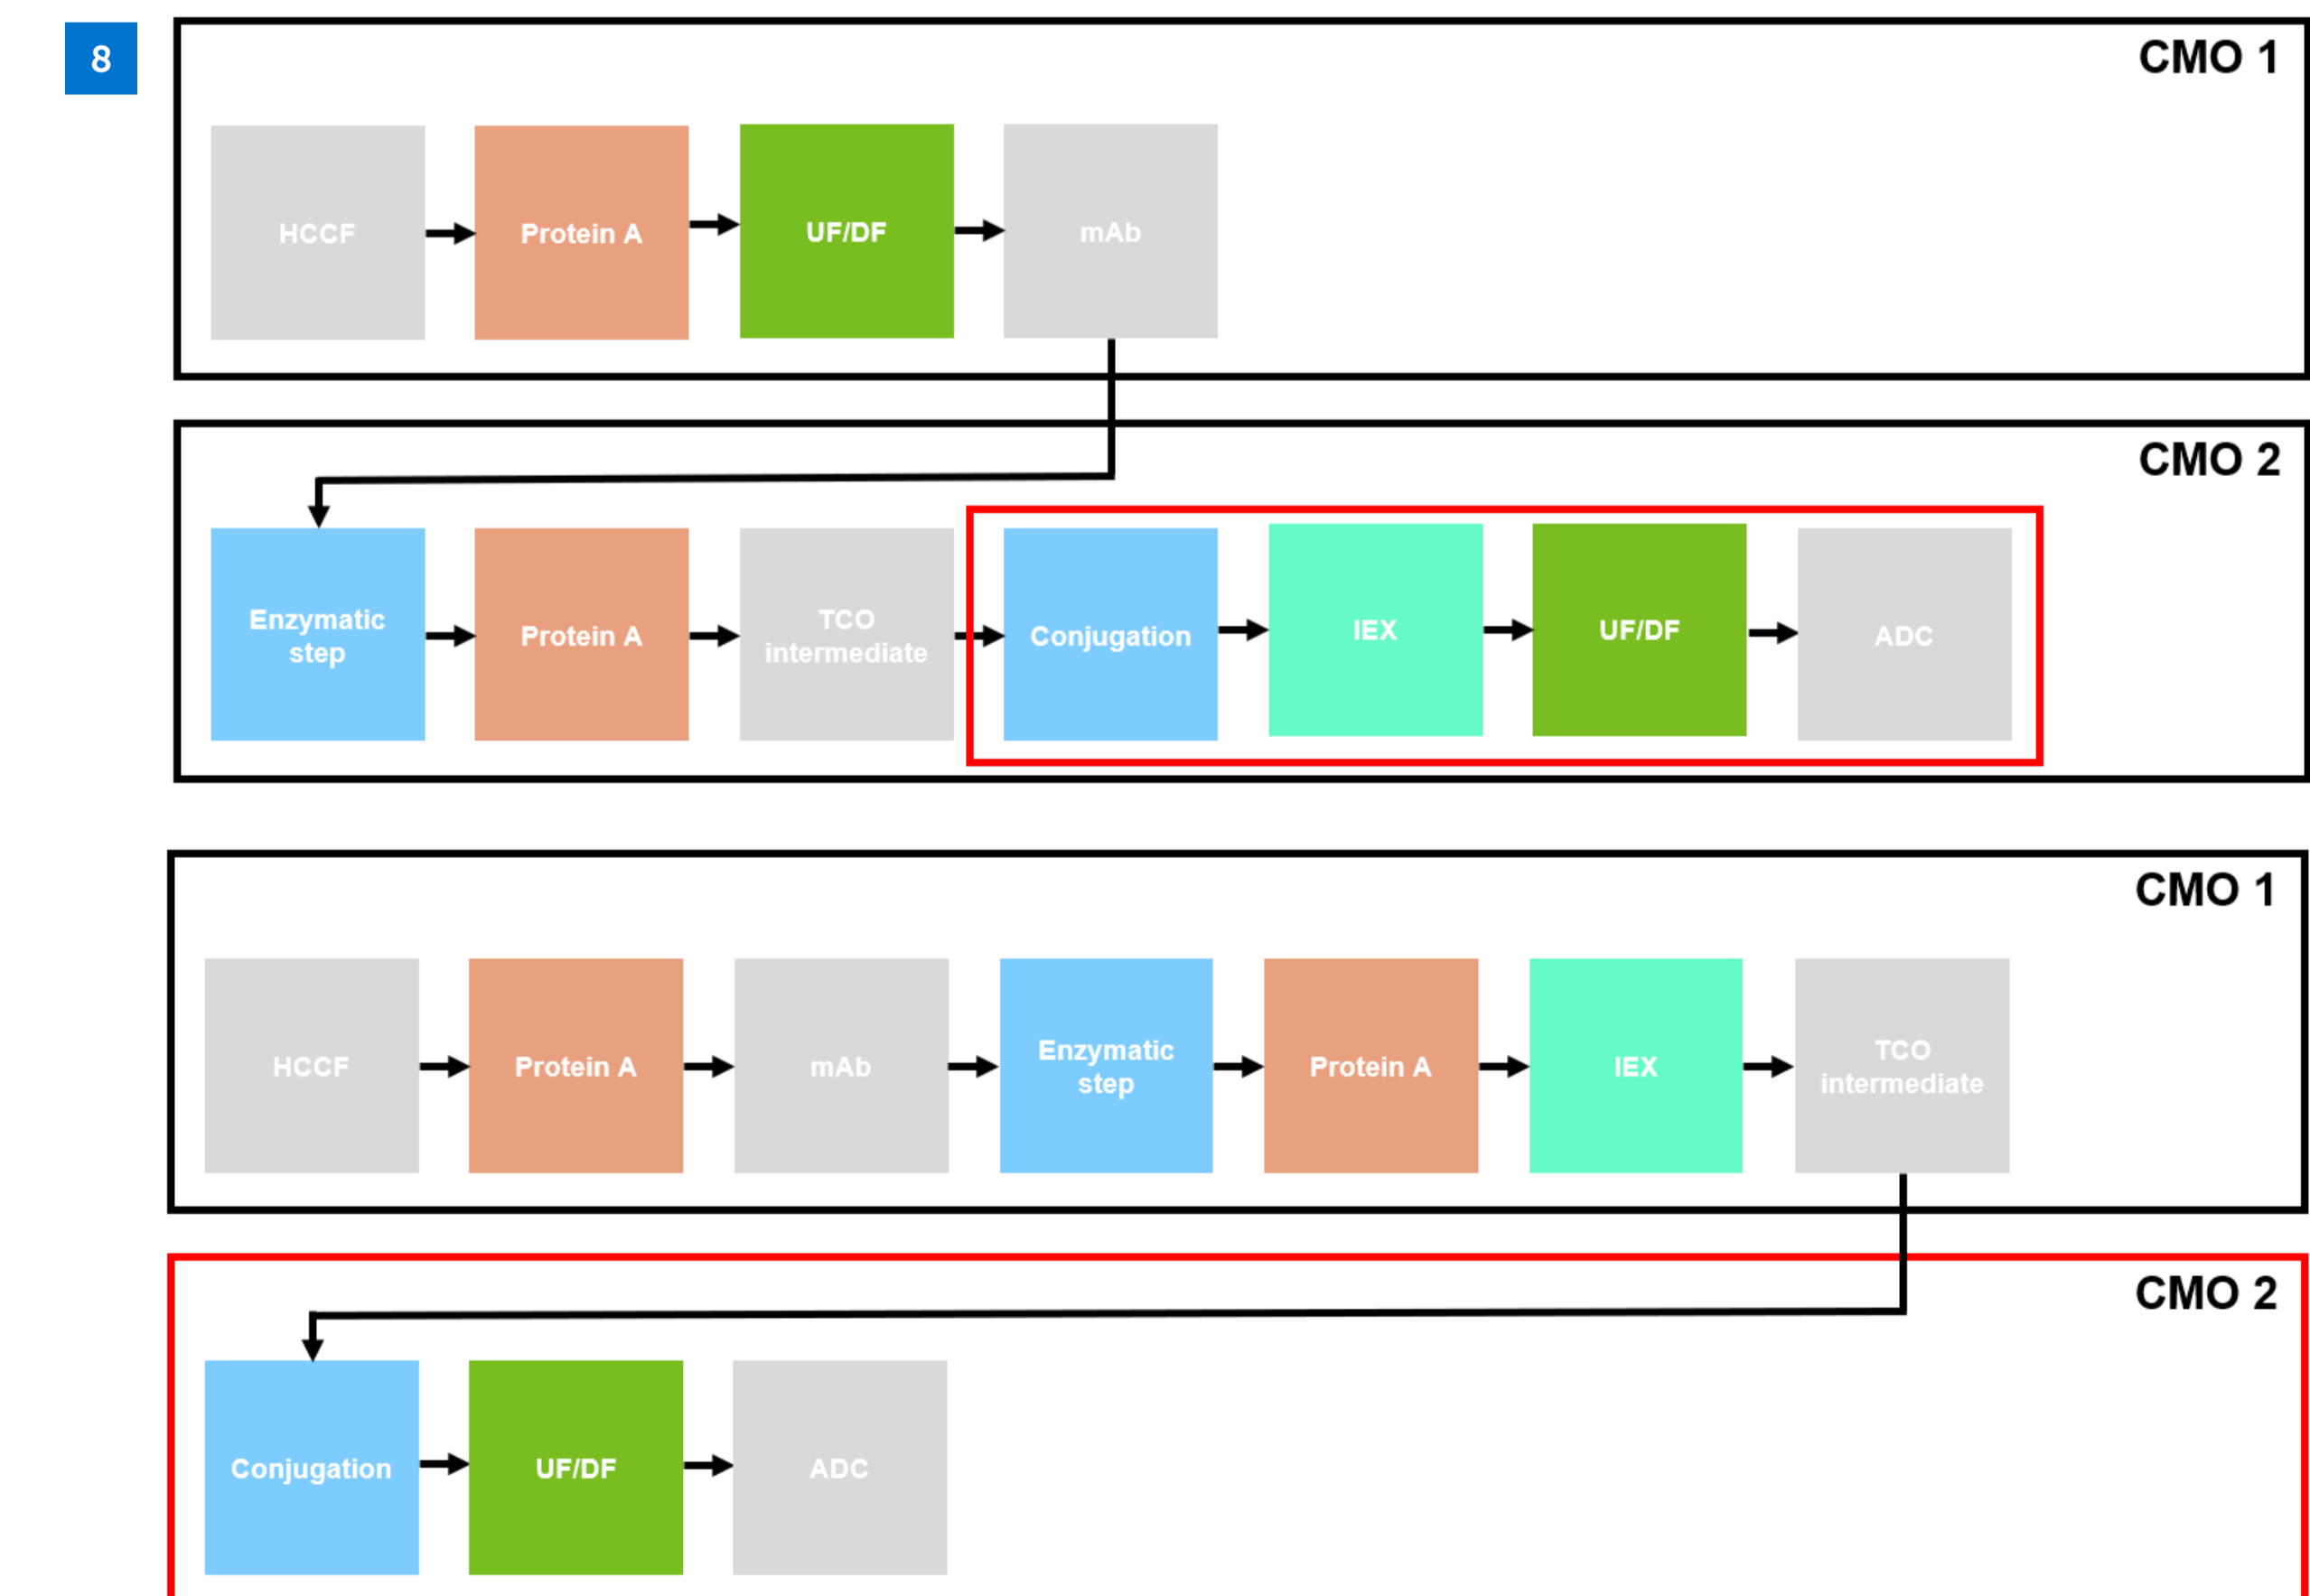 8
CMO 1
HCCF
Protein A
UF/DF
mAb
CMO 2
Enzymatic
step
Protein A
TCO
intermediate
Conjugation
IEX
UF/DF
ADC
CMO 1
HCCF
Protein A
mAb
Enzymatic
step
Protein A
IEX
TCO
intermediate
CMO 2
Conjugation
UF/DF
ADC